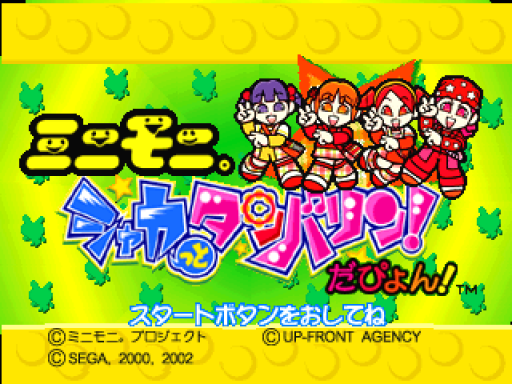 ミニモニ。
シャカっとタンバリン!
だぴょん!™
スタートボタンをおしてね
©ミニモニ。プロジェクト ©UP-FRONT AGENCY
©SEGA, 2000, 2002